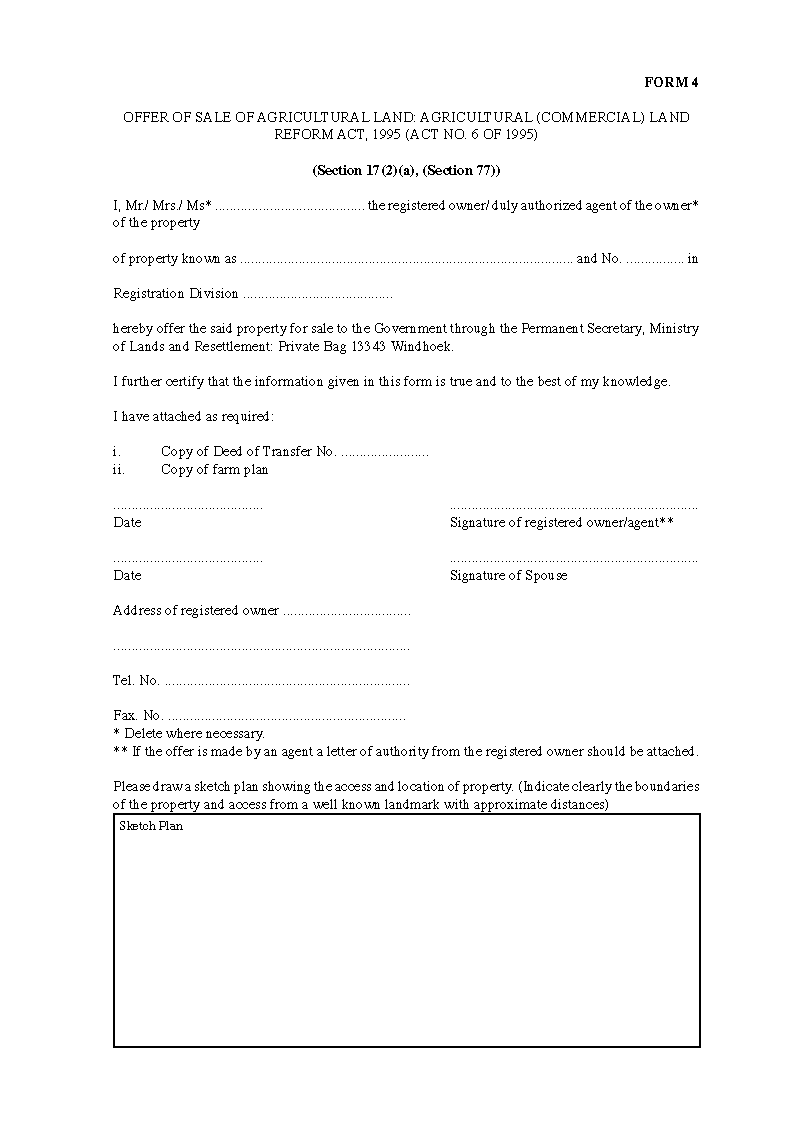 FORM 4
OFFER OF SALE OF AGRICULTURAL LAND: AGRICULTURAL (COMMERCIAL) LAND
REFORM ACT, 1995 (ACT NO. 6 OF 1995)
(Section 17(2)(a), (Section 77))
I, Mr./ Mrs./ Ms* ......................................... the registered owner/ duly authorized agent of the owner*
of the property
of property known as ........................................................................................... and No. ................ in
Registration Division .........................................
hereby offer the said property for sale to the Government through the Permanent Secretary, Ministry
of Lands and Resettlement: Private Bag 13343 Windhoek.
I further certify that the information given in this form is true and to the best of my knowledge.
I have attached as required:
i. Copy of Deed of Transfer No. ........................
ii. Copy of farm plan
......................................... ....................................................................
Date Signature of registered owner/agent**
......................................... ....................................................................
Date Signature of Spouse
Address of registered owner ...................................
.................................................................................
Tel. No. ...................................................................
Fax. No. .................................................................
* Delete where necessary.
** If the offer is made by an agent a letter of authority from the registered owner should be attached.
Please draw a sketch plan showing the access and location of property. (Indicate clearly the boundaries
of the property and access from a well known landmark with approximate distances)
Sketch Plan